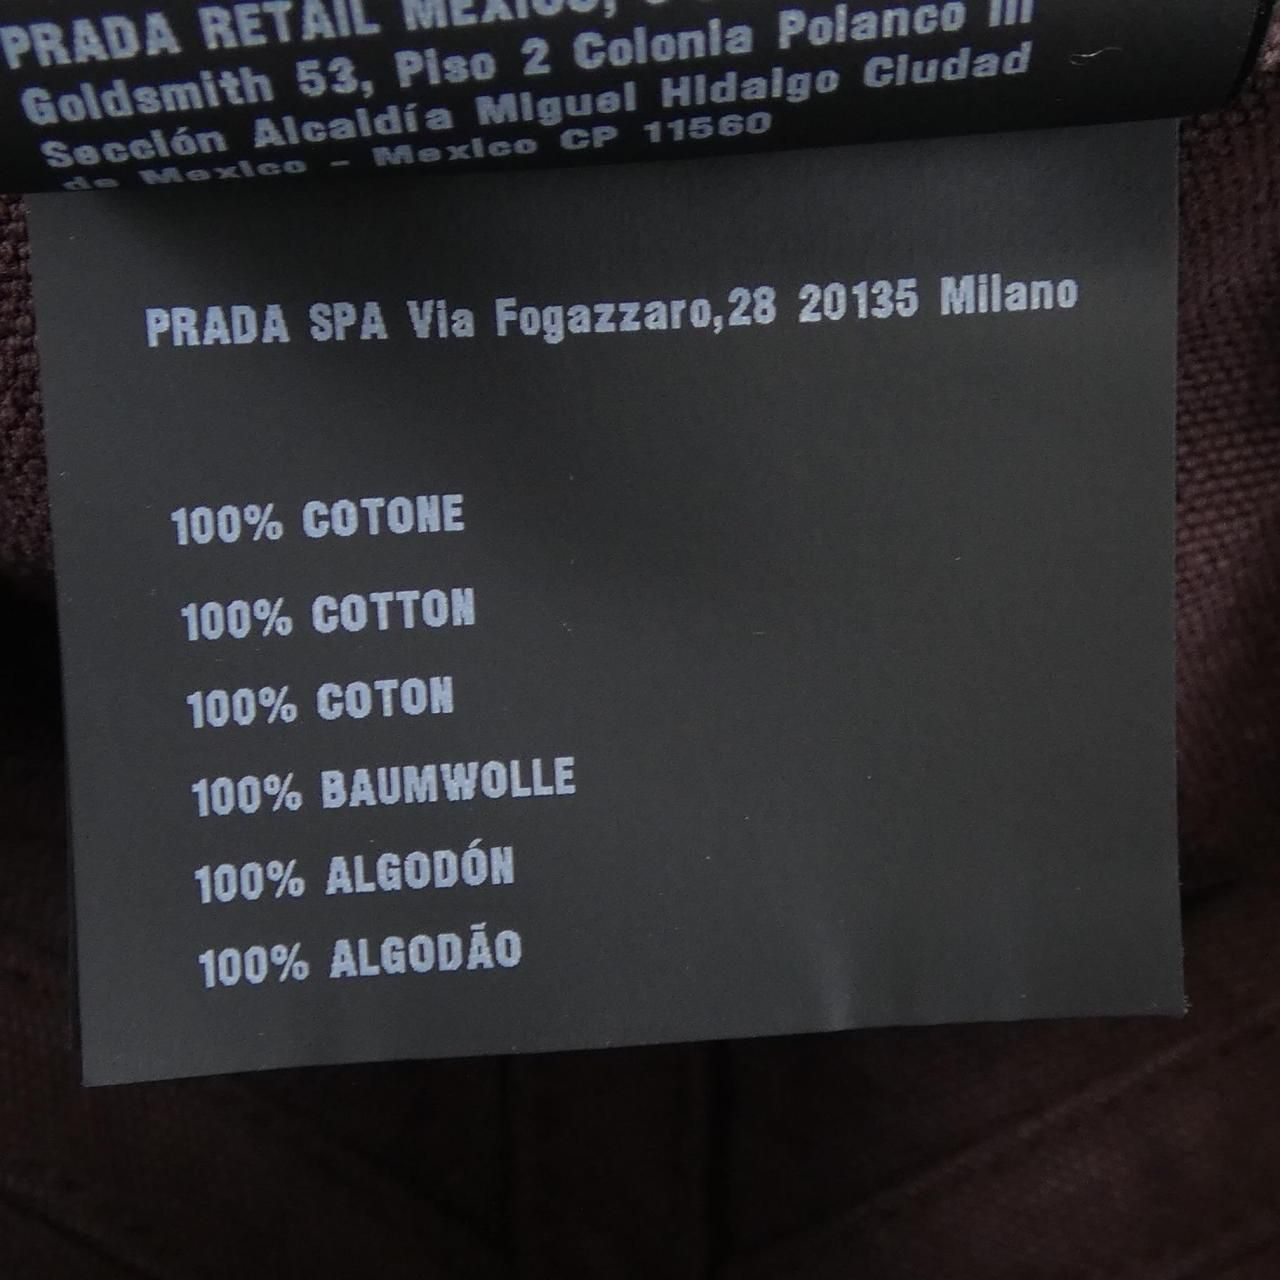 PRADA RETAIL MEXICO,
Goldsmith 53, Piso 2 Colonia Polanco III
Sección Alcaldía Miguel Hidalgo Ciudad
de Mexico - Mexico CP 11560
PRADA SPA Via Fogazzaro,28 20135 Milano
100% COTONE
100% COTTON
100% COTON
100% BAUMWOLLE
100% ALGODÓN
100% ALGODÃO